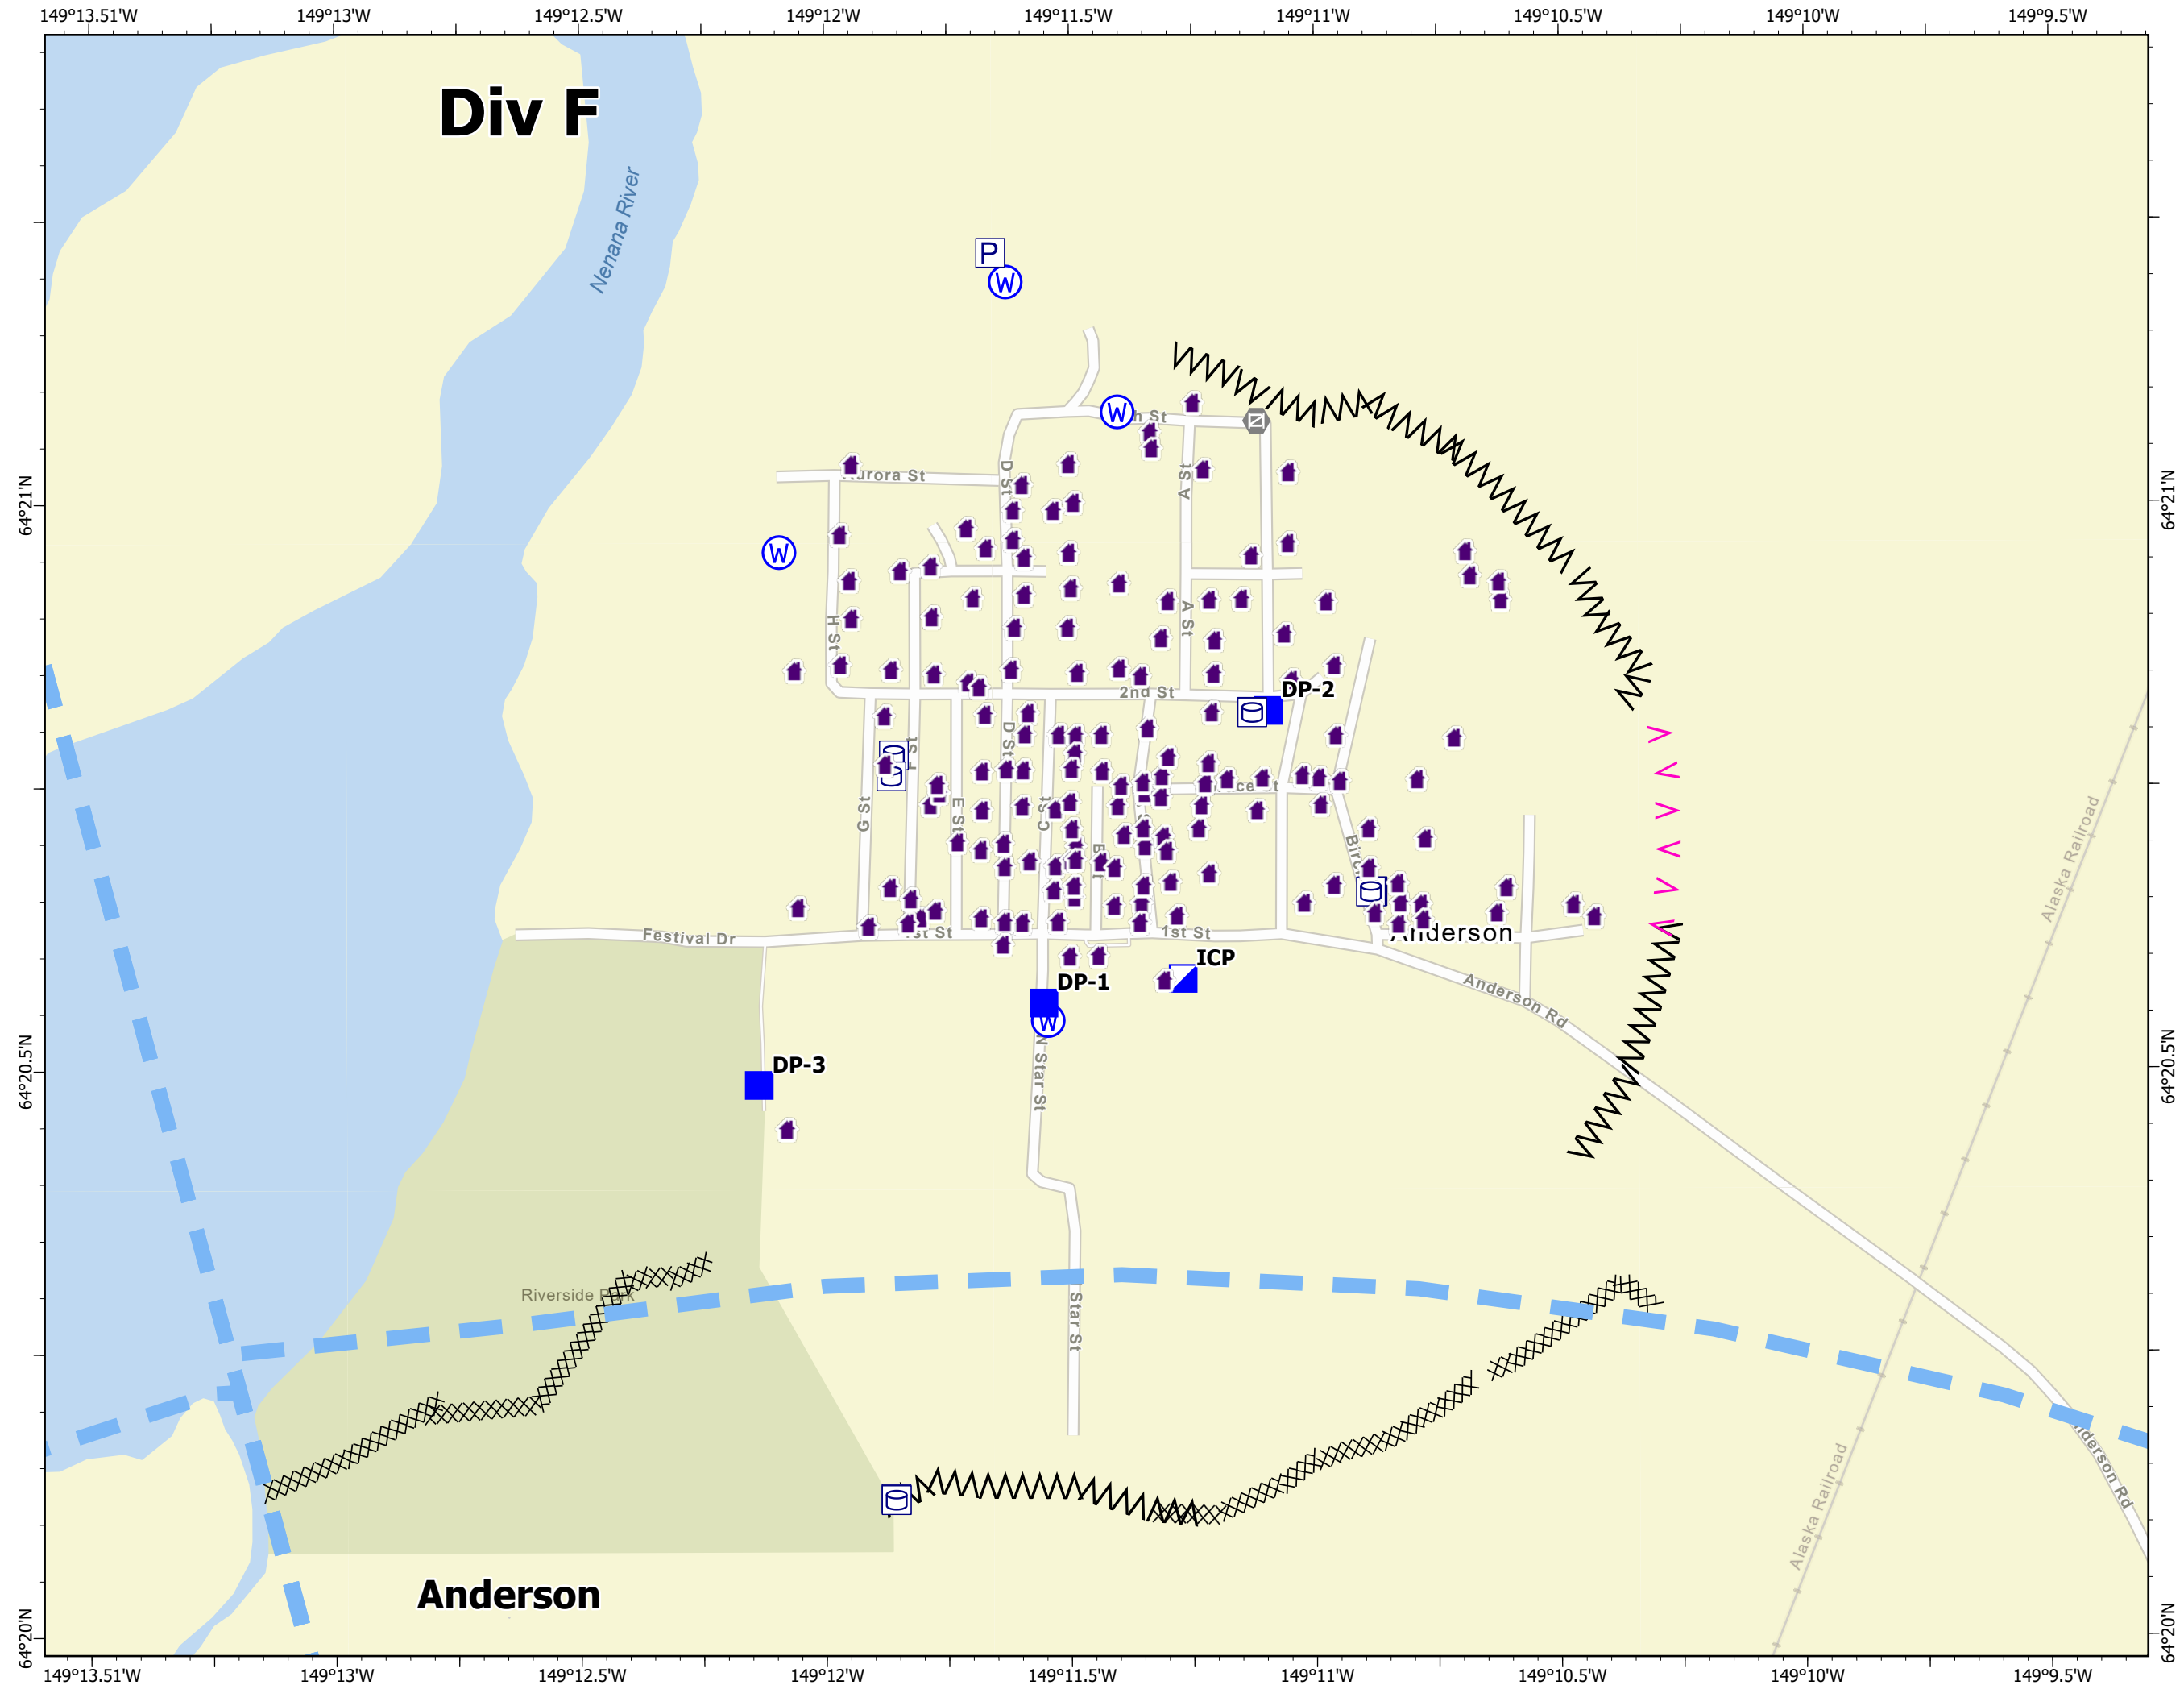 149°13.51'W 149°13'W 149°12.5'W 149°12'W 149°11.5'W 149°11'W 149°10.5'W 149°10'W 149°9.5'W
Div F
Nenana River
P
W
W
n St
D St
Aurora St
A St
64°21'N
64°21'N
W
H St
A St
2nd St
DP-2
D St
F St
G St
E St
C St
ce St
Alaska Railroad
Festival Dr
1st St
1st St
Anderson
ICP
DP-1
W
Anderson Rd
64°20.5'N
64°20.5'N
DP-3
N Star St
Riverside Park
Star St
Anderson Rd
Alaska Railroad
Anderson
64°20'N
64°20'N
149°13.51'W 149°13'W 149°12.5'W 149°12'W 149°11.5'W 149°11'W 149°10.5'W 149°10'W 149°9.5'W